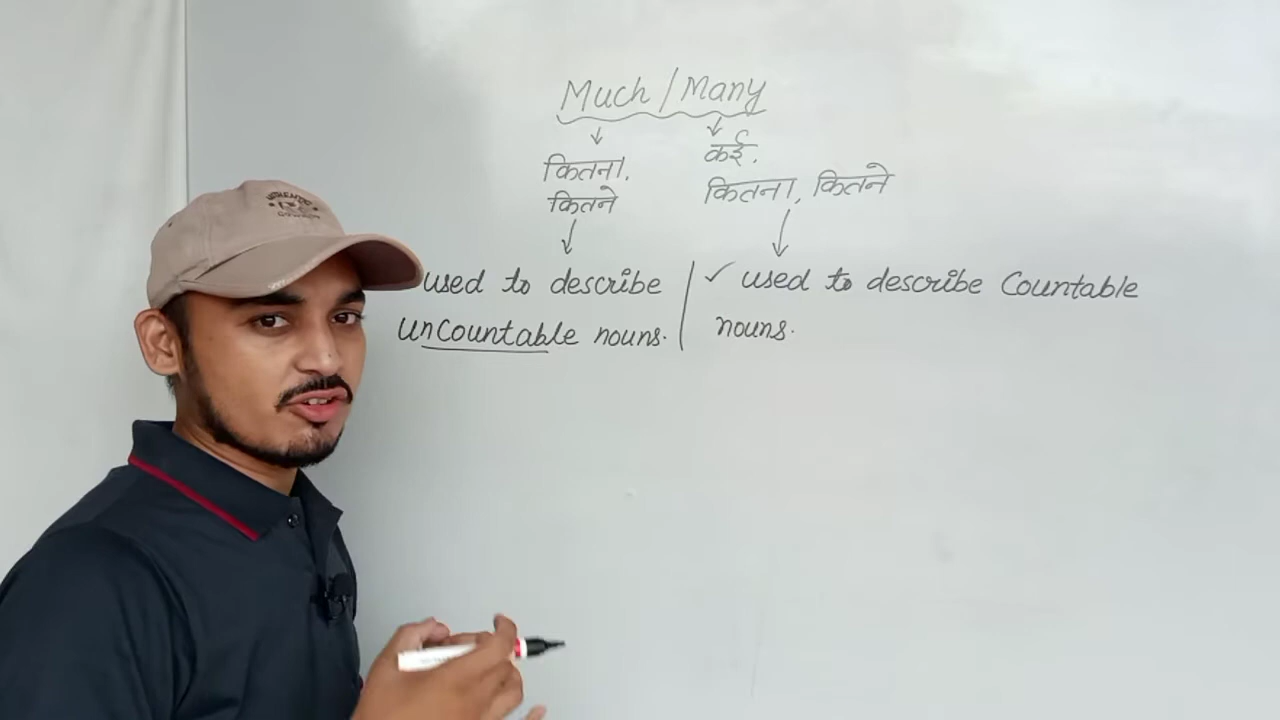 Much / Many
कितना, कितने
कई,
कितना, कितने
used to describe
uncountable nouns.
✓ used to describe Countable
nouns.